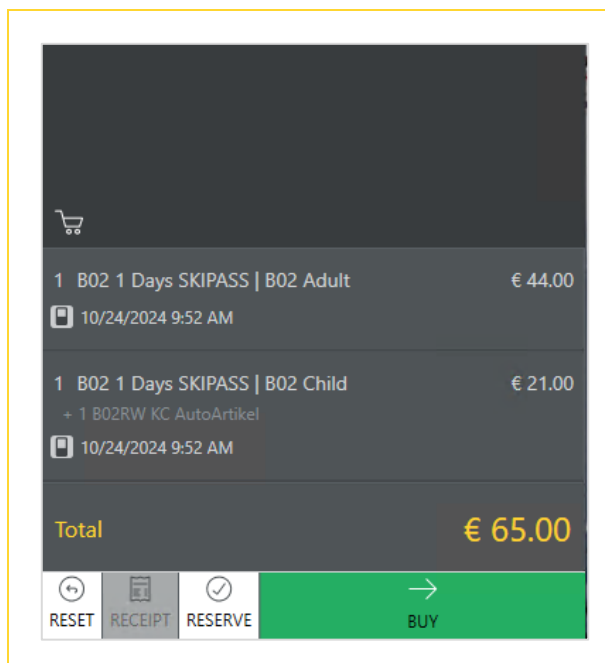 1 B02 1 Days SKIPASS | B02 Adult € 44.00
10/24/2024 9:52 AM
1 B02 1 Days SKIPASS | B02 Child € 21.00
+ 1 B02RW KC AutoArtikel
10/24/2024 9:52 AM
Total € 65.00
RESET RECEIPT RESERVE BUY